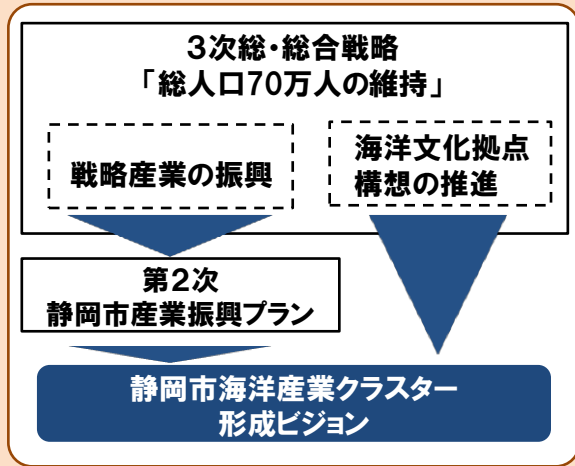 ３次総・総合戦略
「総人口70万人の維持」
戦略産業の振興
海洋文化拠点
構想の推進
第２次
静岡市産業振興プラン
静岡市海洋産業クラスター
形成ビジョン